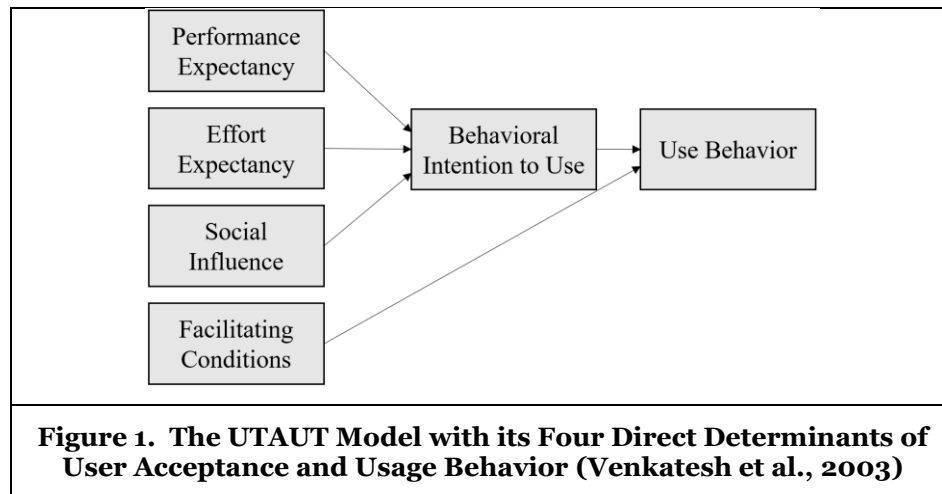 Performance
Expectancy
Effort
Expectancy
Social
Influence
Facilitating
Conditions
Behavioral
Intention to Use
Use Behavior
Figure 1. The UTAUT Model with its Four Direct Determinants of
User Acceptance and Usage Behavior (Venkatesh et al., 2003)